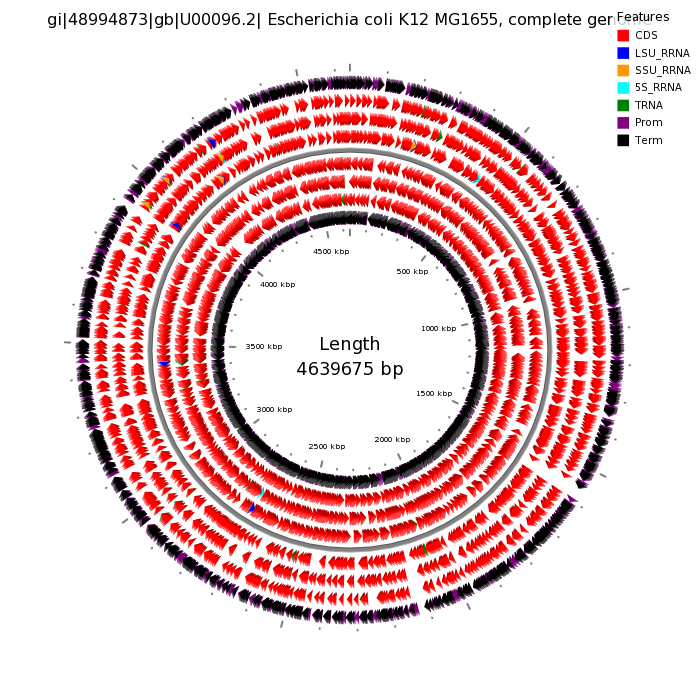 gi|48994873|gb|U00096.2| Escherichia coli K12 MG1655, complete genome
Features
CDS
LSU_RRNA
SSU_RRNA
5S_RRNA
TRNA
Prom
Term
4500 kbp
500 kbp
4000 kbp
1000 kbp
3500 kbp
Length
4639675 bp
1500 kbp
3000 kbp
2000 kbp
2500 kbp